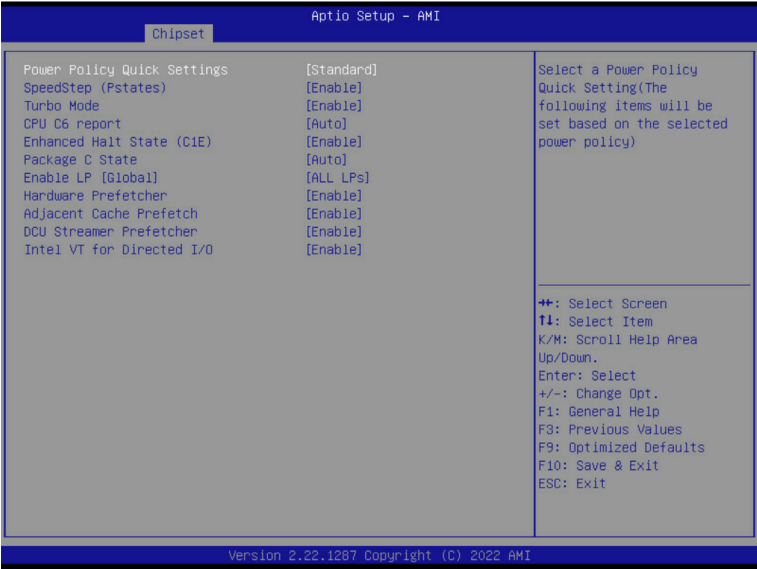 Aptio Setup – AMI
Chipset
Power Policy Quick Settings [Standard]
SpeedStep (Pstates) [Enable]
Turbo Mode [Enable]
CPU C6 report [Auto]
Enhanced Halt State (C1E) [Enable]
Package C State [Auto]
Enable LP [Global] [ALL LPs]
Hardware Prefetcher [Enable]
Adjacent Cache Prefetch [Enable]
DCU Streamer Prefetcher [Enable]
Intel VT for Directed I/O [Enable]
Select a Power Policy
Quick Setting(The
following items will be
set based on the selected
power policy)
→←: Select Screen
↑↓: Select Item
K/M: Scroll Help Area
Up/Down.
Enter: Select
+/-: Change Opt.
F1: General Help
F3: Previous Values
F9: Optimized Defaults
F10: Save & Exit
ESC: Exit
Version 2.22.1287 Copyright (C) 2022 AMI